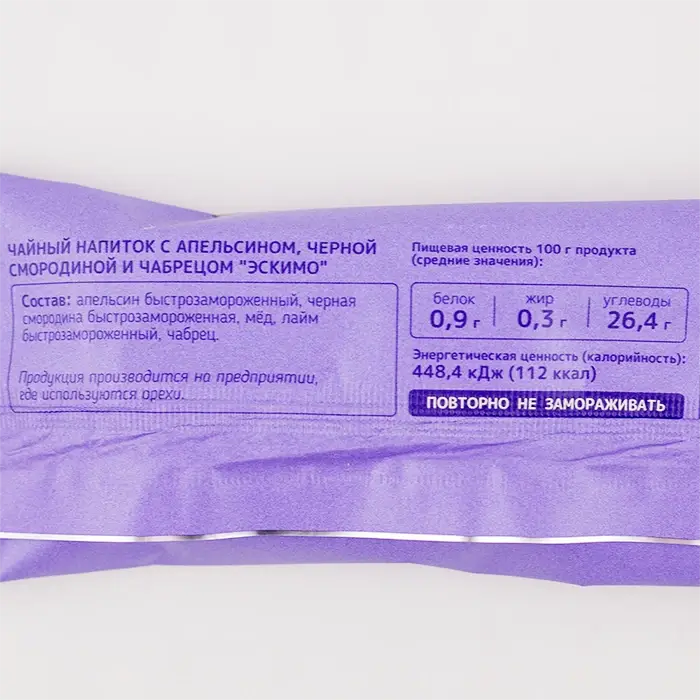 ЧАЙНЫЙ НАПИТОК С АПЕЛЬСИНОМ, ЧЕРНОЙ
СМОРОДИНОЙ И ЧАБРЕЦОМ "ЭСКИМО"
Состав: апельсин быстрозамороженный, черная
смородина быстрозамороженная, мёд, лайм
быстрозамороженный, чабрец.
Продукция производится на предприятии,
где используются орехи.
Пищевая ценность 100 г продукта
(средние значения):
белок жир углеводы
0,9 г 0,3 г 26,4 г
Энергетическая ценность (калорийность):
448,4 кДж (112 ккал)
ПОВТОРНО НЕ ЗАМОРАЖИВАТЬ